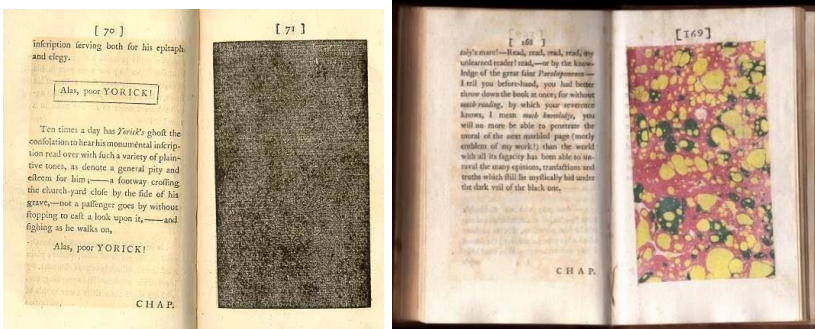 [ 70 ]
inſcription ſerving both for his epitaph
and elegy.
Alas, poor YORICK!
Ten times a day has Yorick's ghoſt the
conſolation to hear his monumental inſcrip-
tion read over with ſuch a variety of plain-
tive tones, as denote a general pity and
eſteem for him;——a footway croſſing
the church-yard cloſe by the ſide of his
grave,—not a paſſenger goes by without
ſtopping to caſt a look upon it,——and
ſighing as he walks on,
Alas, poor YORICK!
CHAP.
[ 71 ]
[ 168 ]
mare!—Read, read, read, read, my
unlearned reader! read,—or by the know-
ledge of the great ſaint Paraleipomenon—
I tell you before-hand, you had better
throw down the book at once; for without
much reading, by which your reverence
knows, I mean much knowledge, you
will no more be able to penetrate the
moral of the next marbled page (motly
emblem of my work!) than the world
with all its ſagacity has been able to un-
ravel the many opinions, tranſactions and
truths which ſtill lie myſtically hid under
the dark veil of the black one.
CHAP.
[169]